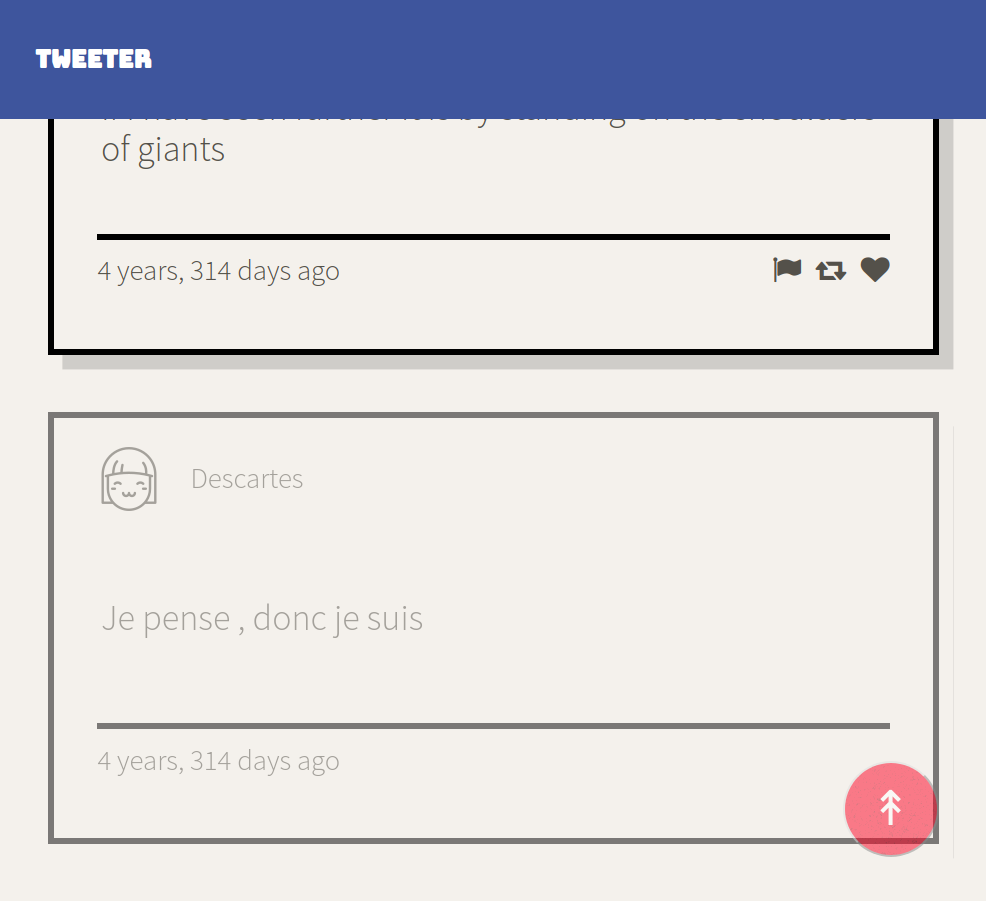 TWEETER
of giants
4 years, 314 days ago
Descartes
Je pense , donc je suis
4 years, 314 days ago